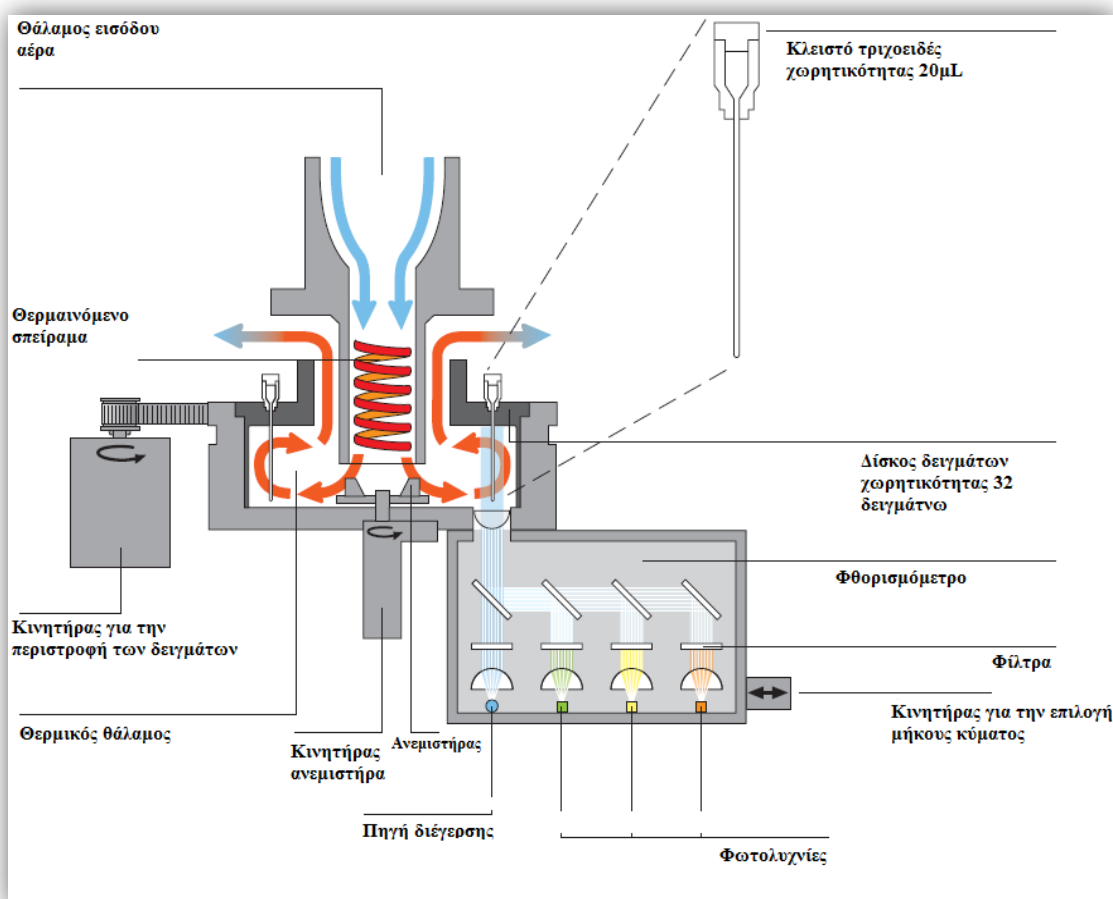 Θάλαμος εισόδου
αέρα
Κλειστό τριχοειδές
χωρητικότητας 20μL
Θερμαινόμενο
σπείραμα
Δίσκος δειγμάτων
χωρητικότητας 32
δειγμάτνω
Φθορισμόμετρο
Κινητήρας για την
περιστροφή των δειγμάτων
Φίλτρα
Κινητήρας για την επιλογή
μήκους κύματος
Θερμικός θάλαμος
Κινητήρας
ανεμιστήρα
Ανεμιστήρας
Πηγή διέγερσης
Φωτολυχνίες